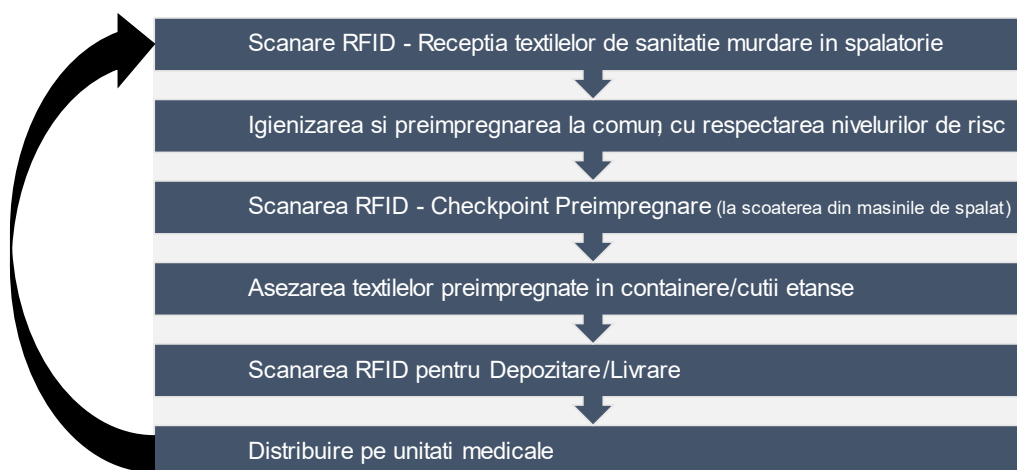 Scanare RFID - Receptia textilelor de sanitatie murdare in spalatorie
Igienizarea si preimpregnarea la comun, cu respectarea nivelurilor de risc
Scanarea RFID - Checkpoint Preimpregnare (la scoaterea din masinile de spalat)
Asezarea textilelor preimpregnate in containere/cutii etanse
Scanarea RFID pentru Depozitare/Livrare
Distribuire pe unitati medicale